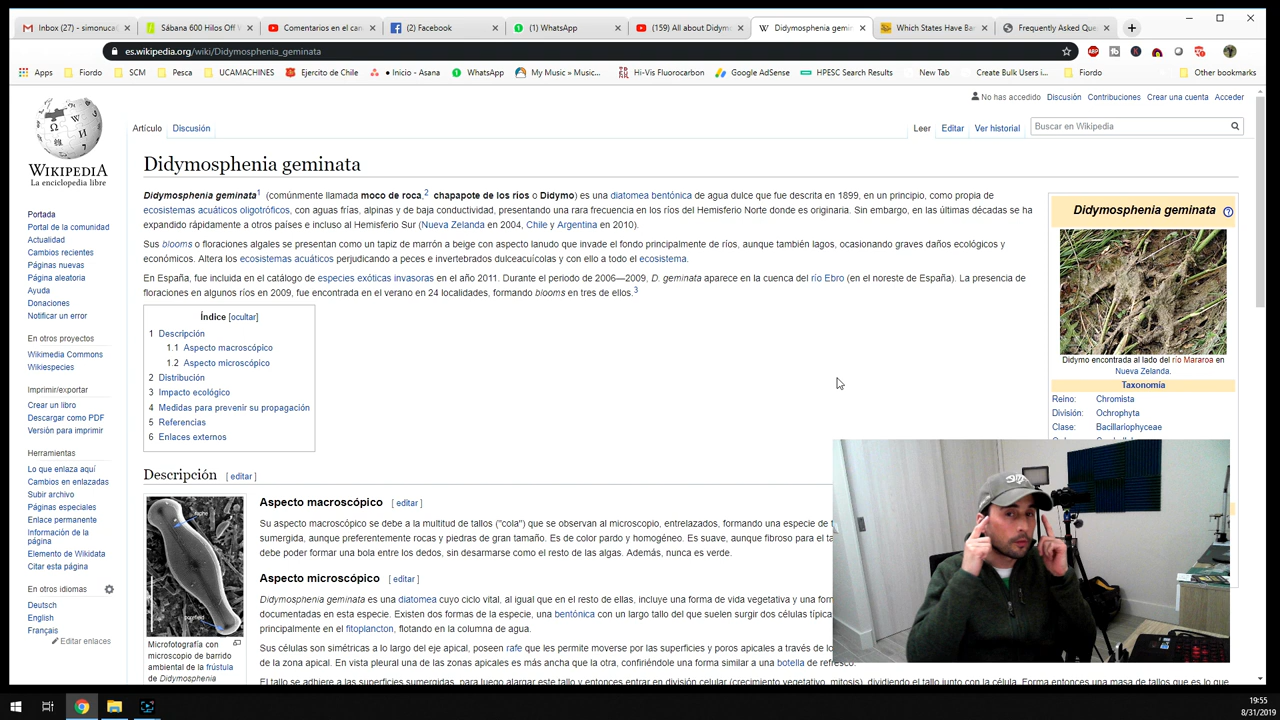 Inbox (27) - simonuca
Sábana 600 Hilos Off W
Comentarios en el can
(2) Facebook
(1) WhatsApp
(159) All about Didym
Didymosphenia gemin
Which States Have Ba
Frequently Asked Que
es.wikipedia.org/wiki/Didymosphenia_geminata
Apps Fiordo SCM Pesca UCAMACHINES Ejercito de Chile • Inicio - Asana WhatsApp My Music » Music... Hi-Vis Fluorocarbon Google AdSense HPESC Search Results New Tab Create Bulk Users i... Fiordo Other bookmarks
No has accedido Discusión Contribuciones Crear una cuenta Acceder
Artículo Discusión Leer Editar Ver historial Buscar en Wikipedia
WIKIPEDIA
La enciclopedia libre
Portada
Portal de la comunidad
Actualidad
Cambios recientes
Páginas nuevas
Página aleatoria
Ayuda
Donaciones
Notificar un error
En otros proyectos
Wikimedia Commons
Wikiespecies
Imprimir/exportar
Crear un libro
Descargar como PDF
Versión para imprimir
Herramientas
Lo que enlaza aquí
Cambios en enlazadas
Subir archivo
Páginas especiales
Enlace permanente
Información de la
página
Elemento de Wikidata
Citar esta página
En otros idiomas
Deutsch
English
Français
Editar enlaces
Didymosphenia geminata
Didymosphenia geminata1 (comúnmente llamada moco de roca,2 chapapote de los ríos o Didymo) es una diatomea bentónica de agua dulce que fue descrita en 1899, en un principio, como propia de
ecosistemas acuáticos oligotróficos, con aguas frías, alpinas y de baja conductividad, presentando una rara frecuencia en los ríos del Hemisferio Norte donde es originaria. Sin embargo, en las últimas décadas se ha
expandido rápidamente a otros países e incluso al Hemisferio Sur (Nueva Zelanda en 2004, Chile y Argentina en 2010).
Sus blooms o floraciones algales se presentan como un tapiz de marrón a beige con aspecto lanudo que invade el fondo principalmente de ríos, aunque también lagos, ocasionando graves daños ecológicos y
económicos. Altera los ecosistemas acuáticos perjudicando a peces e invertebrados dulceacuícolas y con ello a todo el ecosistema.
En España, fue incluida en el catálogo de especies exóticas invasoras en el año 2011. Durante el periodo de 2006—2009, D. geminata aparece en la cuenca del río Ebro (en el noreste de España). La presencia de
floraciones en algunos ríos en 2009, fue encontrada en el verano en 24 localidades, formando blooms en tres de ellos.3
Índice [ocultar]
1 Descripción
1.1 Aspecto macroscópico
1.2 Aspecto microscópico
2 Distribución
3 Impacto ecológico
4 Medidas para prevenir su propagación
5 Referencias
6 Enlaces externos
Didymosphenia geminata
Didymo encontrada al lado del río Mararoa en
Nueva Zelanda.
Taxonomía
Reino: Chromista
División: Ochrophyta
Clase: Bacillariophyceae
Descripción [ editar ]
raphe
porefield
Microfotografía con
microscopio de barrido
ambiental de la frústula
de Didymosphenia
Aspecto macroscópico [ editar ]
Su aspecto macroscópico se debe a la multitud de tallos ("cola") que se observan al microscopio, entrelazados, formando una especie de
sumergida, aunque preferentemente rocas y piedras de gran tamaño. Es de color pardo y homogéneo. Es suave, aunque fibroso para el
debe poder formar una bola entre los dedos, sin desarmarse como el resto de las algas. Además, nunca es verde.
Aspecto microscópico [ editar ]
Didymosphenia geminata es una diatomea cuyo ciclo vital, al igual que en el resto de ellas, incluye una forma de vida vegetativa y una
documentadas en esta especie. Existen dos formas de la especie, una bentónica con un largo tallo del que suelen surgir dos células
principalmente en el fitoplancton, flotando en la columna de agua.
Sus células son simétricas a lo largo del eje apical, poseen rafe que les permite moverse por las superficies y poros apicales a través de
de la zona apical. En vista pleural una de las zonas apicales es más ancha que la otra, confiriéndole una forma similar a una botella de refresco.
El tallo se adhiere a las superficies sumergidas, para luego alargar este tallo y entonces entrar en división celular (crecimiento vegetativo, mitosis), dividiendo el tallo junto con la célula. Forma entonces una masa de tallos que es lo
19:55
8/31/2019